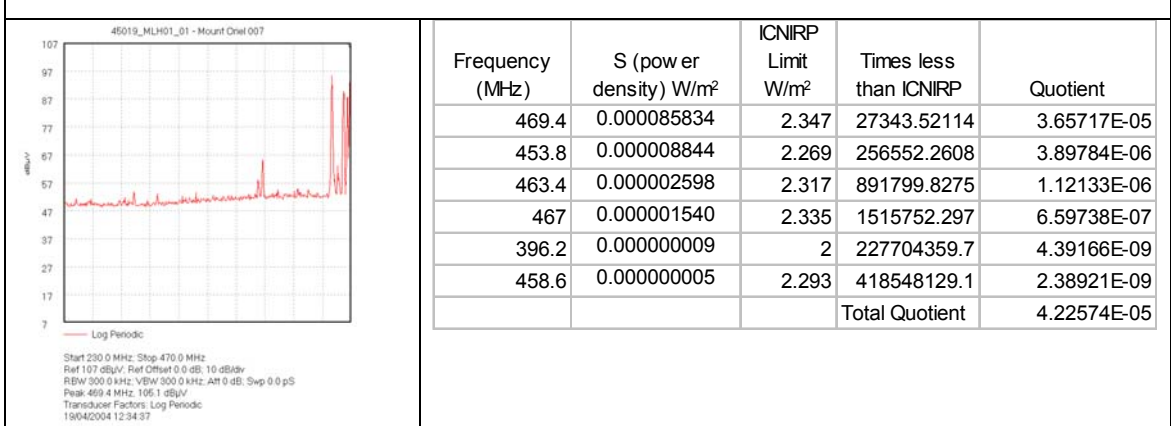 45019_MLH01_01 - Mount Oriel 007
107
97
87
77
67
57
47
37
27
17
7
dBµV
Log Periodic
Start 230.0 MHz; Stop 470.0 MHz
Ref 107 dBµV; Ref Offset 0.0 dB; 10 dB/div
RBW 300.0 kHz; VBW 300.0 kHz; Att 0 dB; Swp 0.0 pS
Peak 469.4 MHz, 105.1 dBµV
Transducer Factors: Log Periodic
19/04/2004 12:34:37
Frequency (MHz) S (power density) W/m² ICNIRP Limit W/m² Times less than ICNIRP Quotient
469.4 0.000085834 2.347 27343.52114 3.65717E-05
453.8 0.000008844 2.269 256552.2608 3.89784E-06
463.4 0.000002598 2.317 891799.8275 1.12133E-06
467 0.000001540 2.335 1515752.297 6.59738E-07
396.2 0.000000009 2 227704359.7 4.39166E-09
458.6 0.000000005 2.293 418548129.1 2.38921E-09
Total Quotient 4.22574E-05